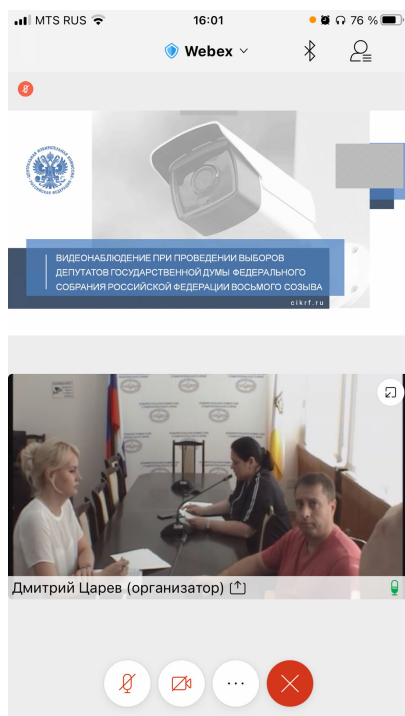 MTS RUS
16:01
76 %
Webex
ВИДЕОНАБЛЮДЕНИЕ ПРИ ПРОВЕДЕНИИ ВЫБОРОВ
ДЕПУТАТОВ ГОСУДАРСТВЕННОЙ ДУМЫ ФЕДЕРАЛЬНОГО
СОБРАНИЯ РОССИЙСКОЙ ФЕДЕРАЦИИ ВОСЬМОГО СОЗЫВА
cikrf.ru
Дмитрий Царев (организатор)